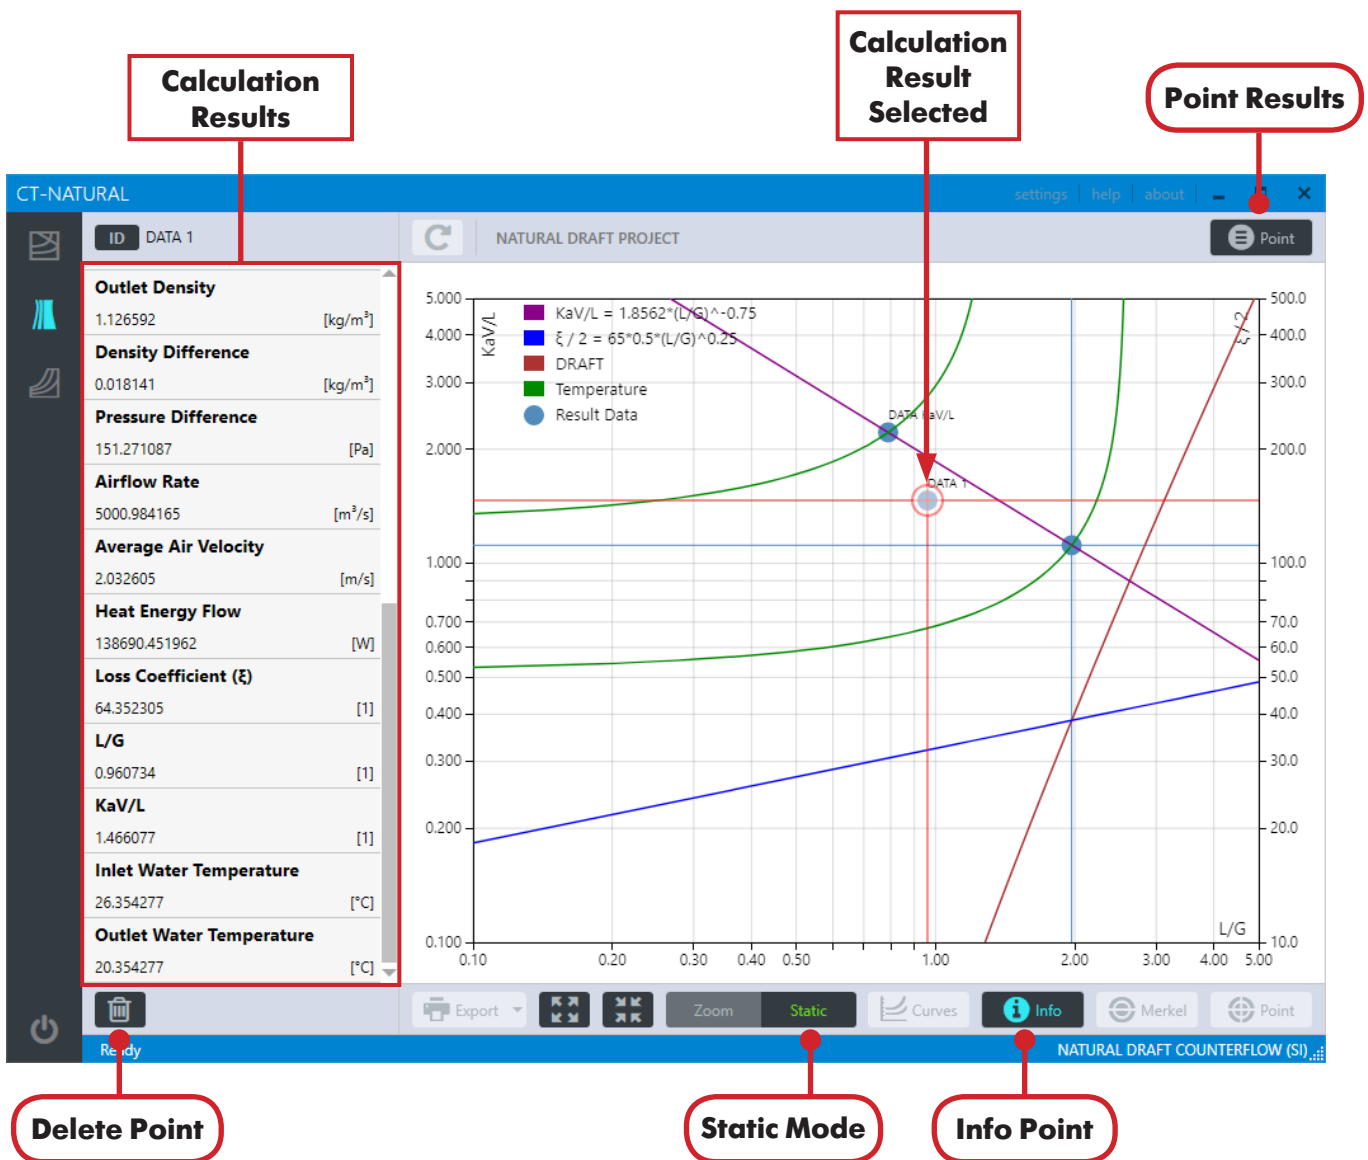 Calculation
Results
Calculation
Result
Selected
Point Results
CT-NATURAL
settings | help | about
ID DATA 1
NATURAL DRAFT PROJECT
Point
Outlet Density
1.126592 [kg/m³]
Density Difference
0.018141 [kg/m³]
Pressure Difference
151.271087 [Pa]
Airflow Rate
5000.984165 [m³/s]
Average Air Velocity
2.032605 [m/s]
Heat Energy Flow
138690.451962 [W]
Loss Coefficient (ξ)
64.352305 [1]
L/G
0.960734 [1]
KaV/L
1.466077 [1]
Inlet Water Temperature
26.354277 [°C]
Outlet Water Temperature
20.354277 [°C]
KaV/L
5.000
4.000
3.000
2.000
1.000
0.700
0.600
0.500
0.400
0.300
0.200
0.100
KaV/L = 1.8562*(L/G)^-0.75
ξ / 2 = 65*0.5*(L/G)^0.25
DRAFT
Temperature
Result Data
DATA KaV/L
DATA 1
ξ / 2
500.0
400.0
300.0
200.0
100.0
70.0
60.0
50.0
40.0
30.0
20.0
10.0
L/G
0.10 0.20 0.30 0.40 0.50 1.00 2.00 3.00 4.00 5.00
Export Zoom Static Curves Info Merkel Point
Ready NATURAL DRAFT COUNTERFLOW (SI)
Delete Point
Static Mode
Info Point